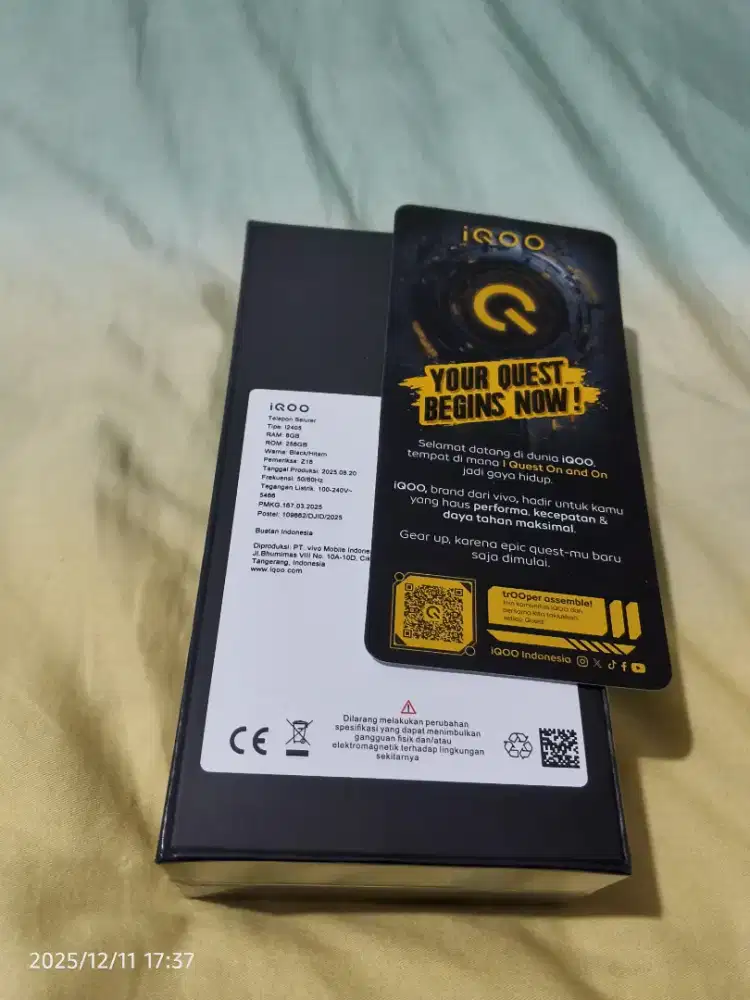 iQOO
YOUR QUEST
BEGINS NOW!
Selamat datang di dunia iQOO,
tempat di mana I Quest On and On
jadi gaya hidup.
iQOO, brand dari vivo, hadir untuk kamu
yang haus performa, kecepatan &
daya tahan maksimal.
Gear up, karena epic quest-mu baru
saja dimulai.
trOOper assemble!
iQOO Indonesia
iQOO
Telepon Seluler
Tipe: I2405
RAM: 8GB
ROM: 256GB
Warna: Black/Hitam
Pemeriksa: Z18
Tanggal Produksi: 2025.09.20
Frekuensi: 50/60Hz
Tegangan Listrik: 100-240V~
5466
PMKG.167.03.2025
Postel: 109862/DJID/2025
Buatan Indonesia
Diproduksi: PT. vivo Mobile
Jl.Bhumimas VIII No. 10A-10D,
Tangerang, Indonesia
www.iqoo.com
CE
Dilarang melakukan perubahan
spesifikasi yang dapat menimbulkan
gangguan fisik dan/atau
elektromagnetik terhadap lingkungan
sekitarnya
2025/12/11 17:37